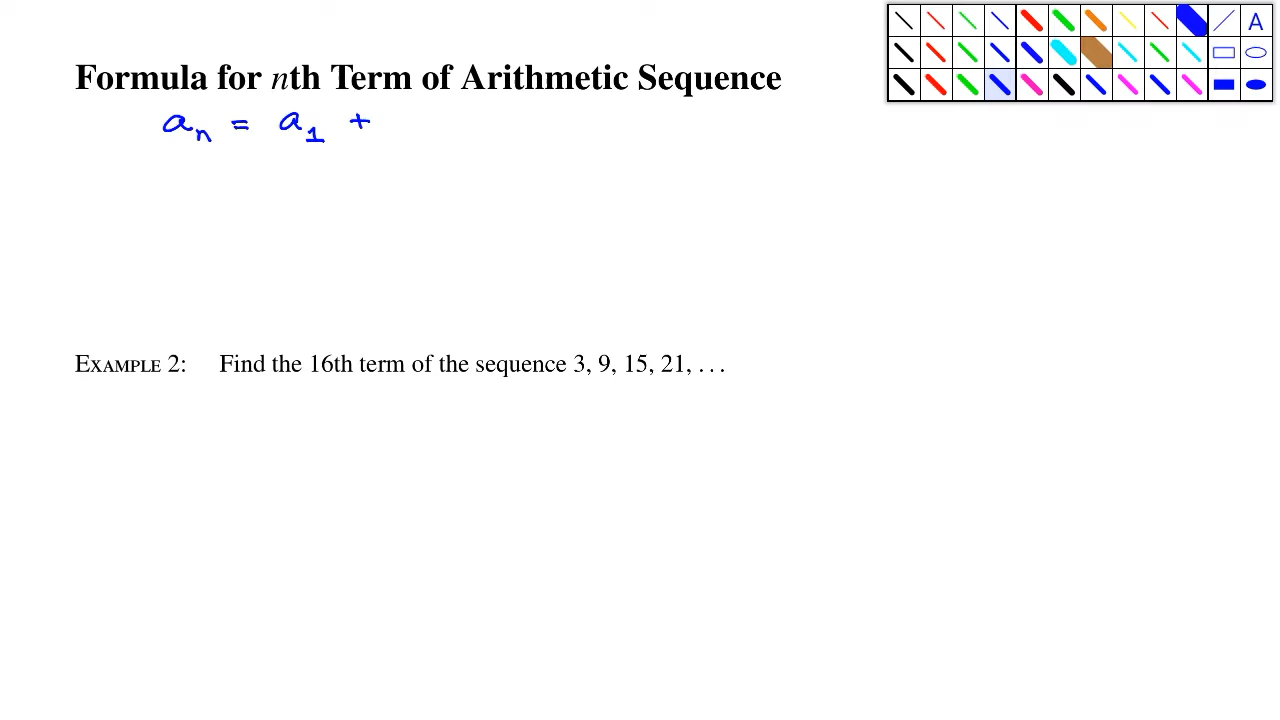 A
Formula for nth Term of Arithmetic Sequence
aₙ = a₁ +
Example 2: Find the 16th term of the sequence 3, 9, 15, 21, . . .